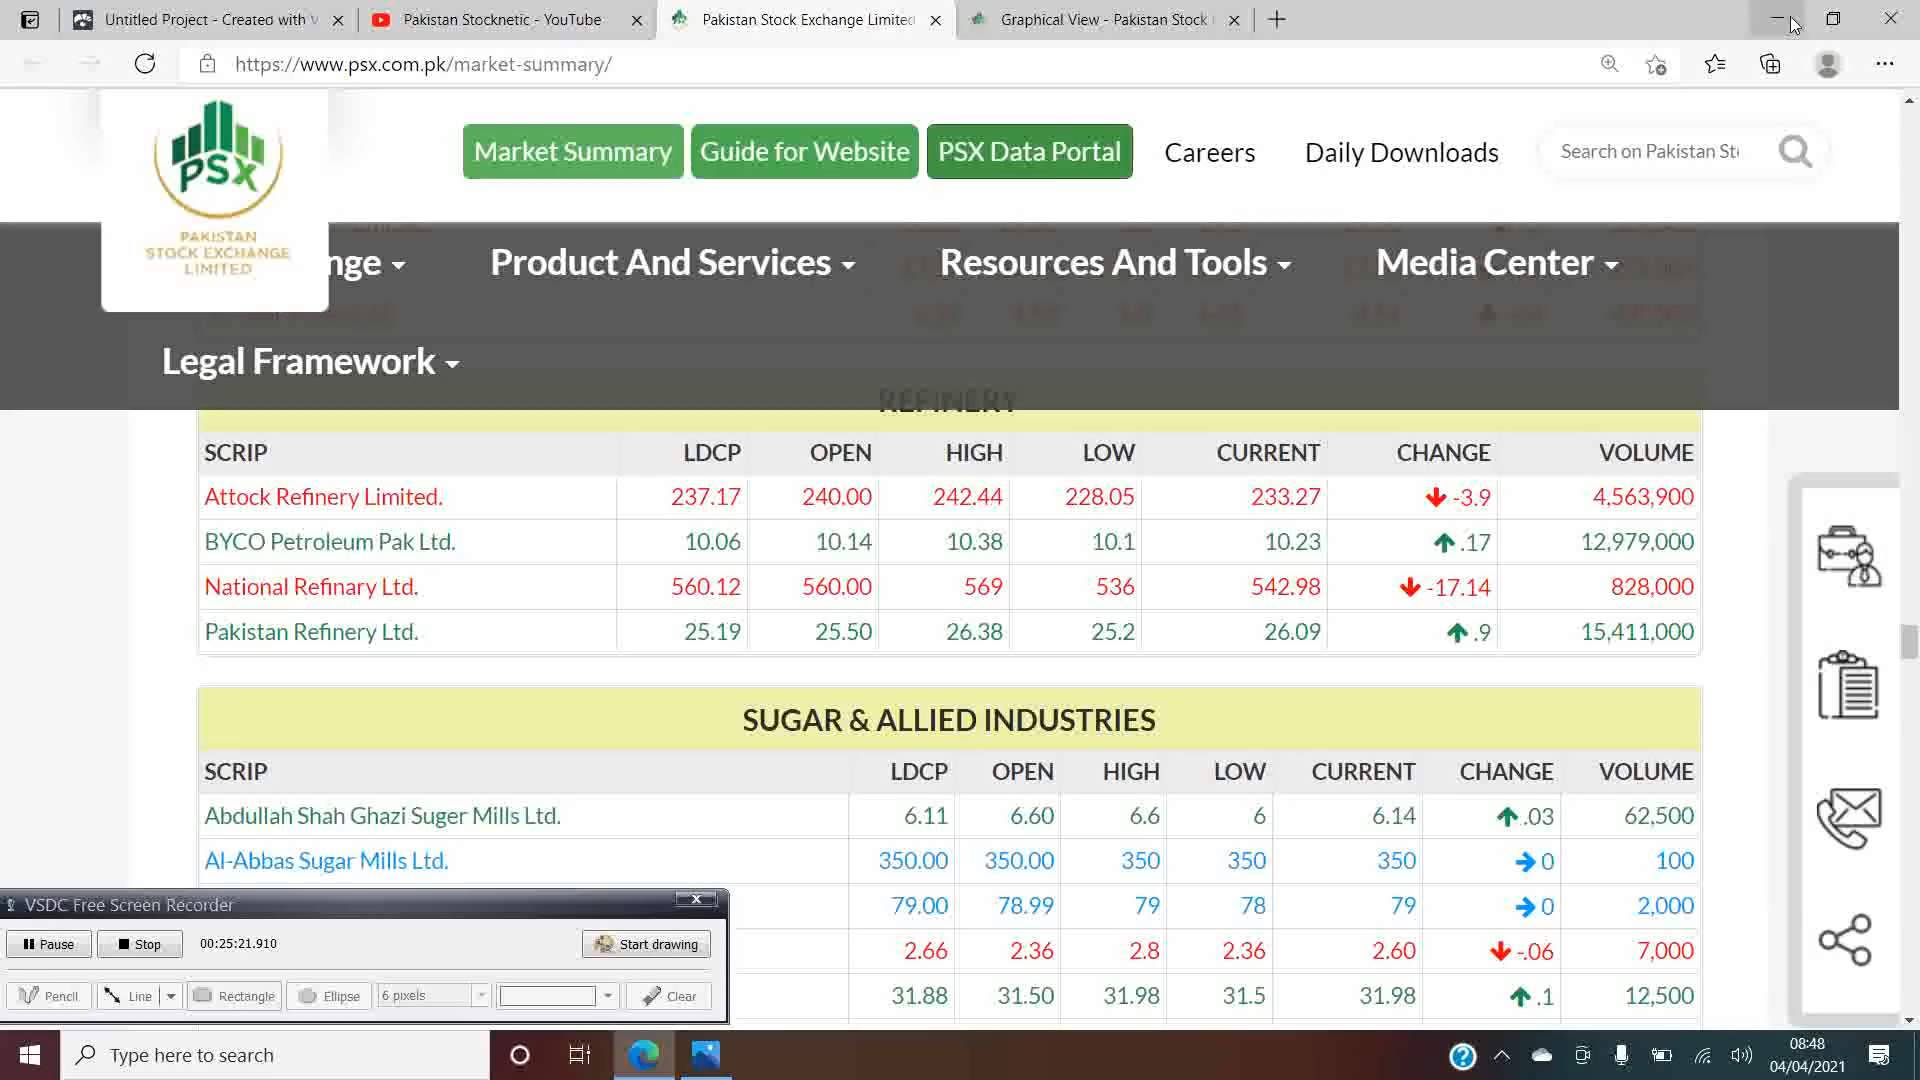 Untitled Project - Created with V
Pakistan Stocknetic - YouTube
Pakistan Stock Exchange Limited
Graphical View - Pakistan Stock
https://www.psx.com.pk/market-summary/
PSX
PAKISTAN
STOCK EXCHANGE
LIMITED
Market Summary
Guide for Website
PSX Data Portal
Careers
Daily Downloads
Search on Pakistan Sto
nge
Product And Services
Resources And Tools
Media Center
Legal Framework
REFINERY
SCRIP LDCP OPEN HIGH LOW CURRENT CHANGE VOLUME
Attock Refinery Limited. 237.17 240.00 242.44 228.05 233.27 -3.9 4,563,900
BYCO Petroleum Pak Ltd. 10.06 10.14 10.38 10.1 10.23 .17 12,979,000
National Refinary Ltd. 560.12 560.00 569 536 542.98 -17.14 828,000
Pakistan Refinery Ltd. 25.19 25.50 26.38 25.2 26.09 .9 15,411,000
SUGAR & ALLIED INDUSTRIES
SCRIP LDCP OPEN HIGH LOW CURRENT CHANGE VOLUME
Abdullah Shah Ghazi Suger Mills Ltd. 6.11 6.60 6.6 6 6.14 .03 62,500
Al-Abbas Sugar Mills Ltd. 350.00 350.00 350 350 350 0 100
79.00 78.99 79 78 79 0 2,000
2.66 2.36 2.8 2.36 2.60 -.06 7,000
31.88 31.50 31.98 31.5 31.98 .1 12,500
VSDC Free Screen Recorder
x
Pause
Stop
00:25:21.910
Start drawing
Pencil
Line
Rectangle
Ellipse
6 pixels
Clear
Type here to search
08:48
04/04/2021